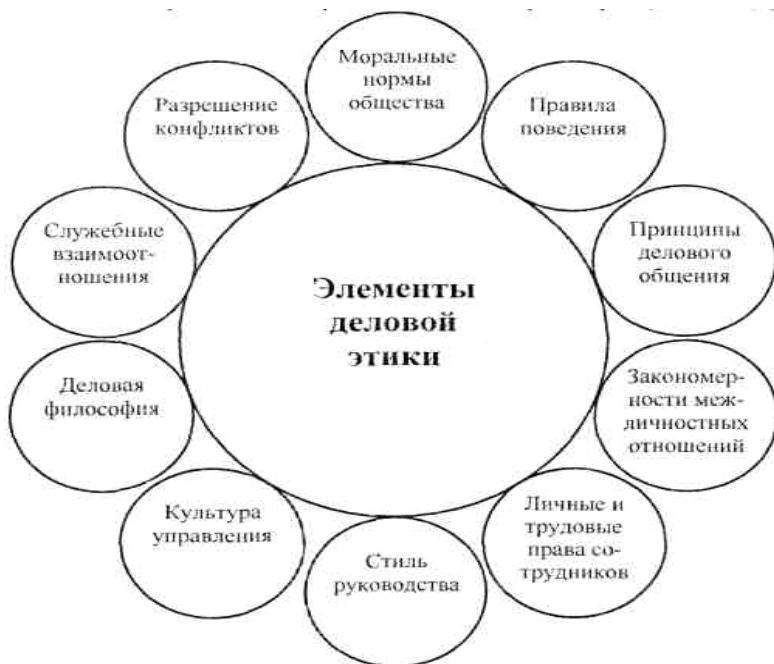 Моральные
нормы
общества
Разрешение
конфликтов
Правила
поведения
Служебные
взаимоот-
ношения
Принципы
делового
общения
Элементы
деловой
этики
Деловая
философия
Закономер-
ности меж-
личностных
отношений
Культура
управления
Личные и
трудовые
права со-
трудников
Стиль
руководства